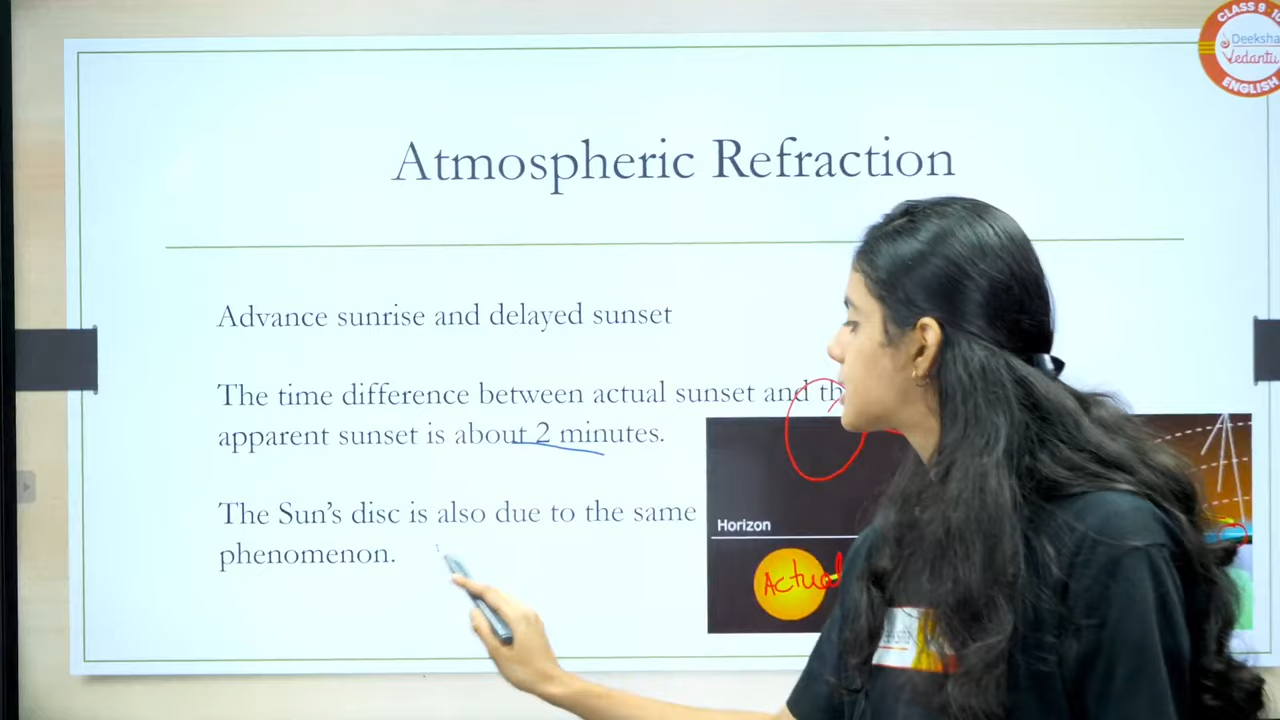 CLASS 9-10
Deeksha
Vedantu
ENGLISH
Atmospheric Refraction
Advance sunrise and delayed sunset
The time difference between actual sunset and
apparent sunset is about 2 minutes.
The Sun's disc is also due to the same
phenomenon.
Horizon
Actual